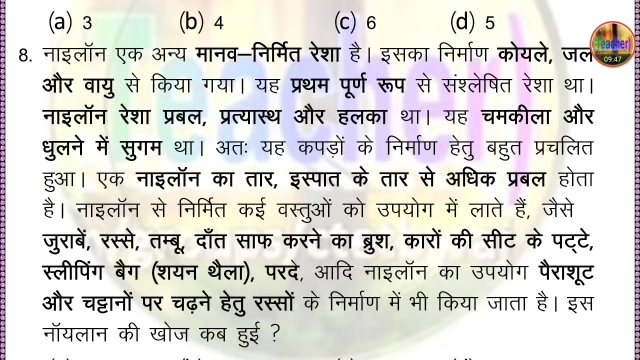 (a) 3 (b) 4 (c) 6 (d) 5
Teacher
09:47
8. नाइलॉन एक अन्य मानव–निर्मित रेशा है। इसका निर्माण कोयले, जल
और वायु से किया गया। यह प्रथम पूर्ण रूप से संश्लेषित रेशा था।
नाइलॉन रेशा प्रबल, प्रत्यास्थ और हलका था। यह चमकीला और
धुलने में सुगम था। अतः यह कपड़ों के निर्माण हेतु बहुत प्रचलित
हुआ। एक नाइलॉन का तार, इस्पात के तार से अधिक प्रबल होता
है। नाइलॉन से निर्मित कई वस्तुओं को उपयोग में लाते हैं, जैसे
जुराबें, रस्से, तम्बू, दाँत साफ करने का ब्रुश, कारों की सीट के पट्टे,
स्लीपिंग बैग (शयन थैला), परदे, आदि नाइलॉन का उपयोग पैराशूट
और चट्टानों पर चढ़ने हेतु रस्सों के निर्माण में भी किया जाता है। इस
नॉयलान की खोज कब हुई ?